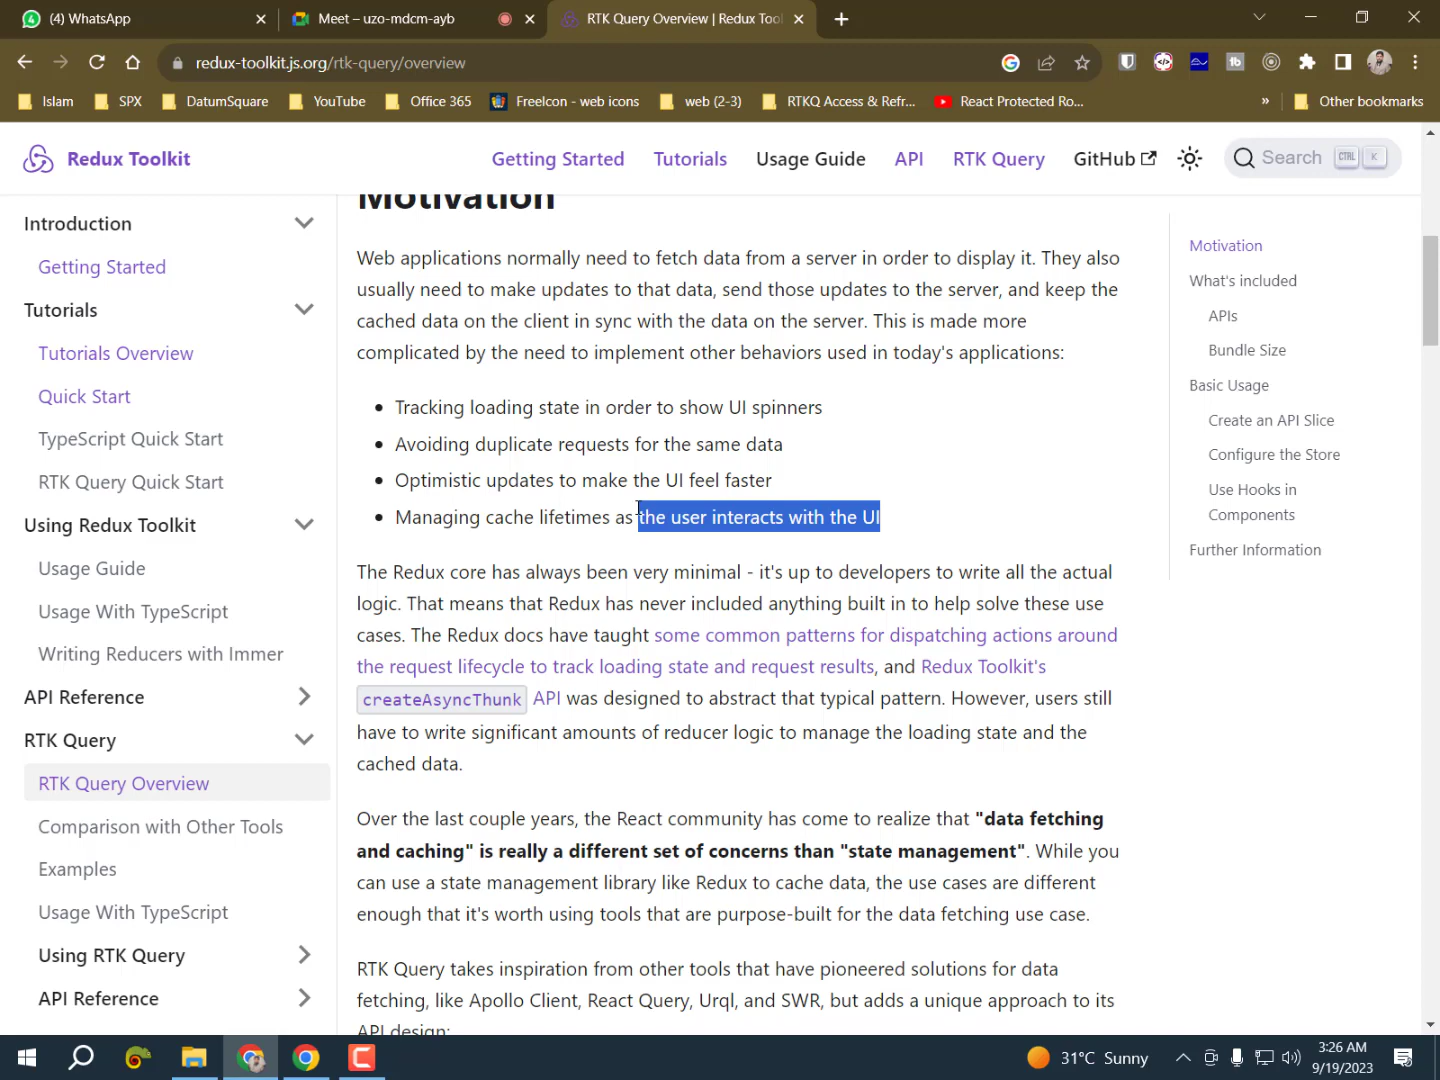 (4) WhatsApp
Meet – uzo-mdcm-ayb
RTK Query Overview | Redux Tool
redux-toolkit.js.org/rtk-query/overview
Islam
SPX
DatumSquare
YouTube
Office 365
FreeIcon - web icons
web (2-3)
RTKQ Access & Refr...
React Protected Ro...
»
Other bookmarks
Redux Toolkit
Getting Started
Tutorials
Usage Guide
API
RTK Query
GitHub
Search
CTRL
K
Introduction
Getting Started
Tutorials
Tutorials Overview
Quick Start
TypeScript Quick Start
RTK Query Quick Start
Using Redux Toolkit
Usage Guide
Usage With TypeScript
Writing Reducers with Immer
API Reference
RTK Query
RTK Query Overview
Comparison with Other Tools
Examples
Usage With TypeScript
Using RTK Query
API Reference
Motivation
Web applications normally need to fetch data from a server in order to display it. They also
usually need to make updates to that data, send those updates to the server, and keep the
cached data on the client in sync with the data on the server. This is made more
complicated by the need to implement other behaviors used in today's applications:
• Tracking loading state in order to show UI spinners
• Avoiding duplicate requests for the same data
• Optimistic updates to make the UI feel faster
• Managing cache lifetimes as the user interacts with the UI
The Redux core has always been very minimal - it's up to developers to write all the actual
logic. That means that Redux has never included anything built in to help solve these use
cases. The Redux docs have taught some common patterns for dispatching actions around
the request lifecycle to track loading state and request results, and Redux Toolkit's
createAsyncThunk API was designed to abstract that typical pattern. However, users still
have to write significant amounts of reducer logic to manage the loading state and the
cached data.
Over the last couple years, the React community has come to realize that "data fetching
and caching" is really a different set of concerns than "state management". While you
can use a state management library like Redux to cache data, the use cases are different
enough that it's worth using tools that are purpose-built for the data fetching use case.
RTK Query takes inspiration from other tools that have pioneered solutions for data
fetching, like Apollo Client, React Query, Urql, and SWR, but adds a unique approach to its
API design:
Motivation
What's included
APIs
Bundle Size
Basic Usage
Create an API Slice
Configure the Store
Use Hooks in
Components
Further Information
31°C Sunny
3:26 AM
9/19/2023